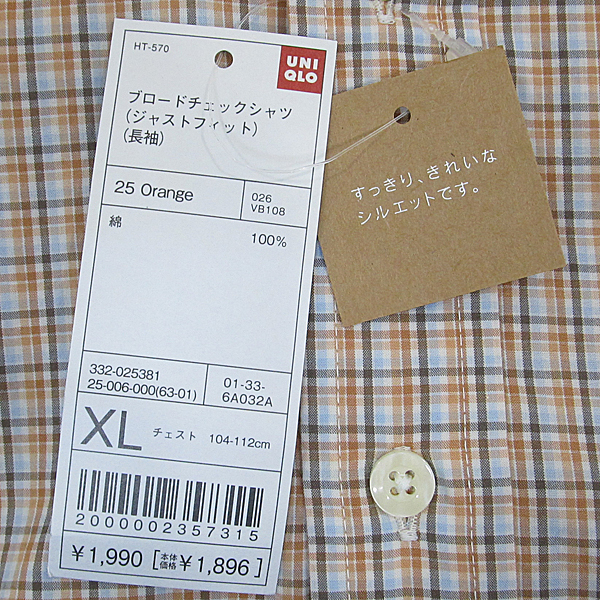 HT-570
UNI
QLO
ブロードチェックシャツ
(ジャストフィット)
(長袖)
25 Orange
026
VB108
綿
100%
332-025381
25-006-000(63-01)
01-33-
6A032A
XL チェスト 104-112cm
2000002357315
¥1,990 [本体価格 ¥1,896]
すっきり、きれいな
シルエットです。